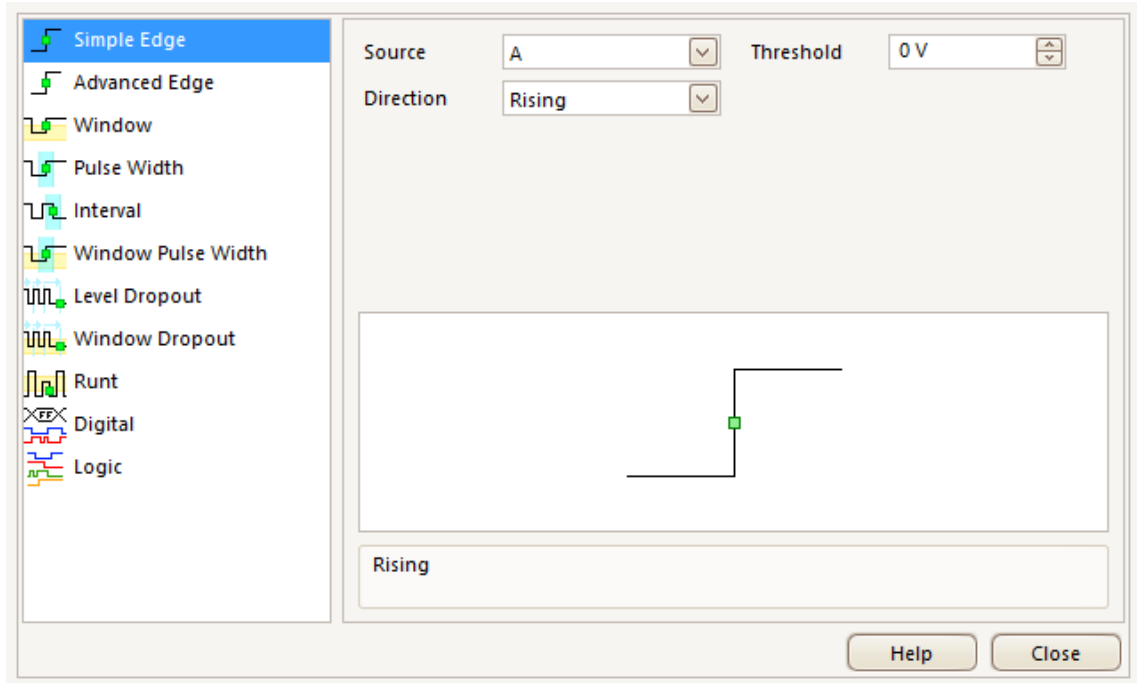 Simple Edge
Advanced Edge
Window
Pulse Width
Interval
Window Pulse Width
Level Dropout
Window Dropout
Runt
FF
Digital
Logic
Source A Threshold 0 V
Direction Rising
Rising
Help Close